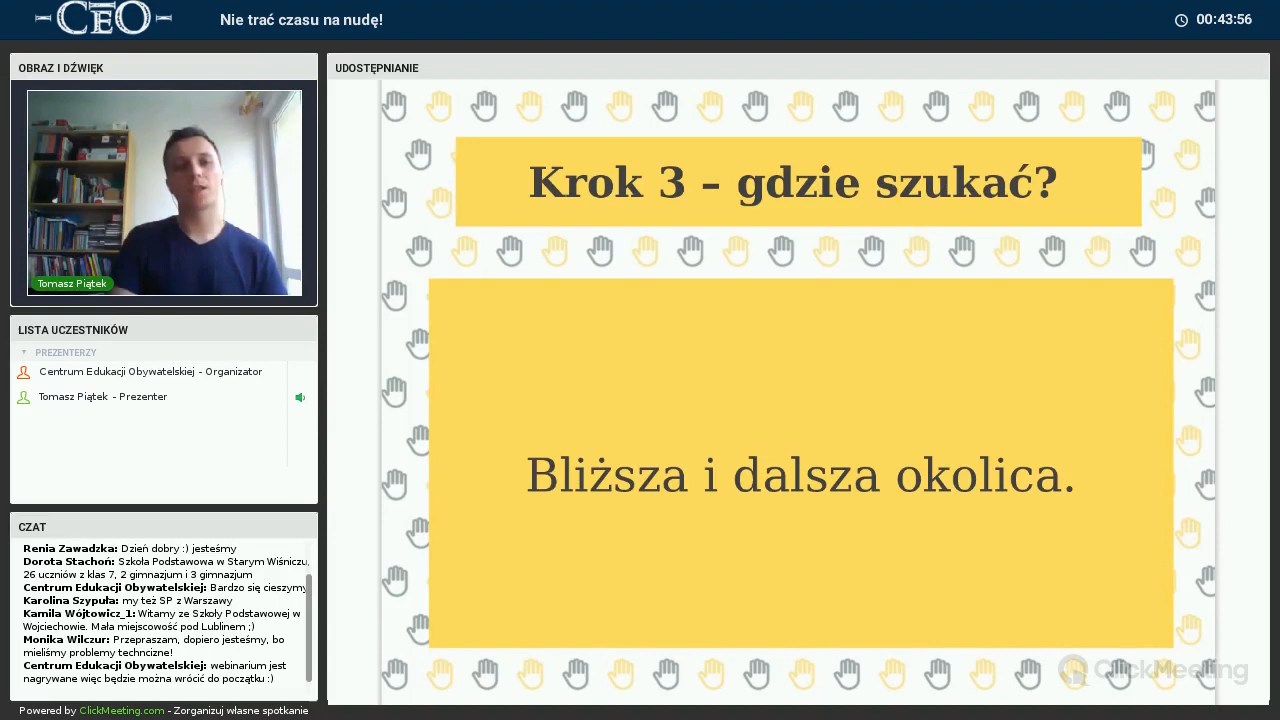 CEO
Nie trać czasu na nudę!
00:43:56
OBRAZ I DŹWIĘK
UDOSTĘPNIANIE
Tomasz Piątek
LISTA UCZESTNIKÓW
PREZENTERZY
Centrum Edukacji Obywatelskiej - Organizator
Tomasz Piątek - Prezenter
CZAT
Renia Zawadzka: Dzień dobry :) jesteśmy
Dorota Stachoń: Szkoła Podstawowa w Starym Wiśniczu,
26 uczniów z klas 7, 2 gimnazjum i 3 gimnazjum
Centrum Edukacji Obywatelskiej: Bardzo się cieszymy
Karolina Szypuła: my też SP z Warszawy
Kamila Wójtowicz_1: Witamy ze Szkoły Podstawowej w
Wojciechowie. Mała miejscowość pod Lublinem ;)
Monika Wilczur: Przepraszam, dopiero jesteśmy, bo
mieliśmy problemy technczine!
Centrum Edukacji Obywatelskiej: webinarium jest
nagrywane więc będzie można wrócić do początku :)
Powered by ClickMeeting.com - Zorganizuj własne spotkanie
Krok 3 – gdzie szukać?
Bliższa i dalsza okolica.
ClickMeeting